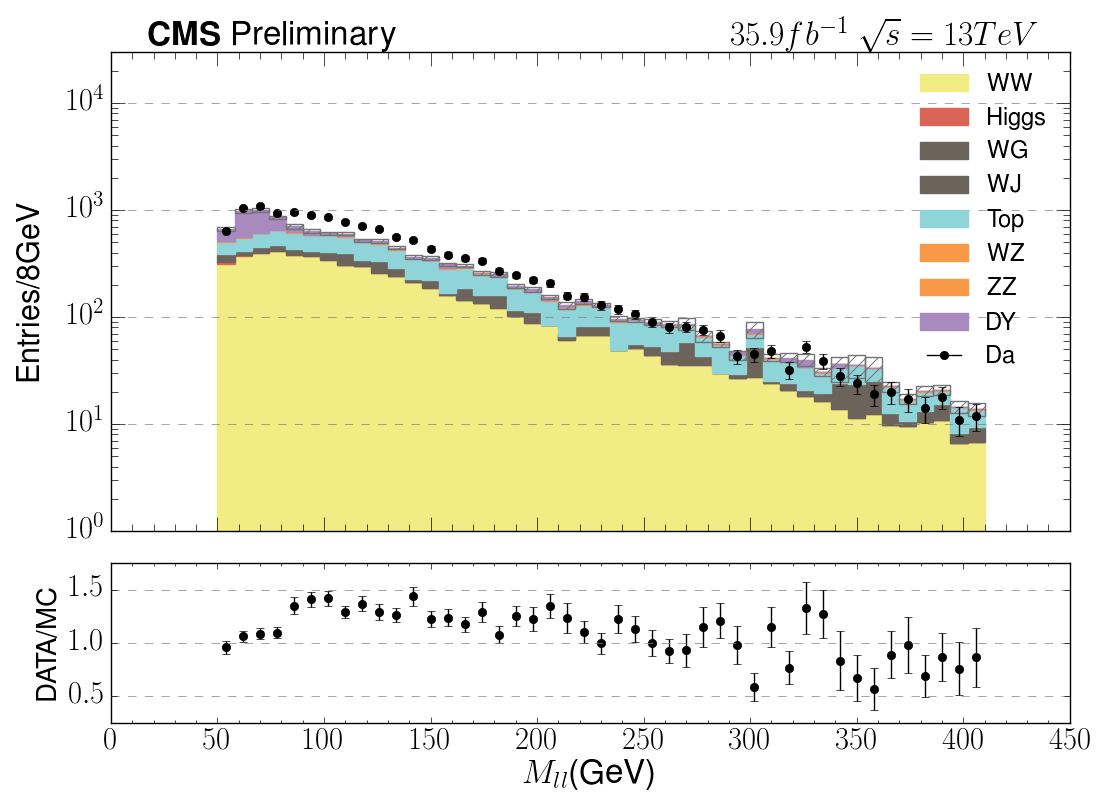 CMS Preliminary 35.9fb⁻¹ √s = 13TeV
Entries/8GeV
10⁴
10³
10²
10¹
10⁰
WW
Higgs
WG
WJ
Top
WZ
ZZ
DY
Da
DATA/MC
1.5
1.0
0.5
0 50 100 150 200 250 300 350 400 450
M_{ll}(GeV)